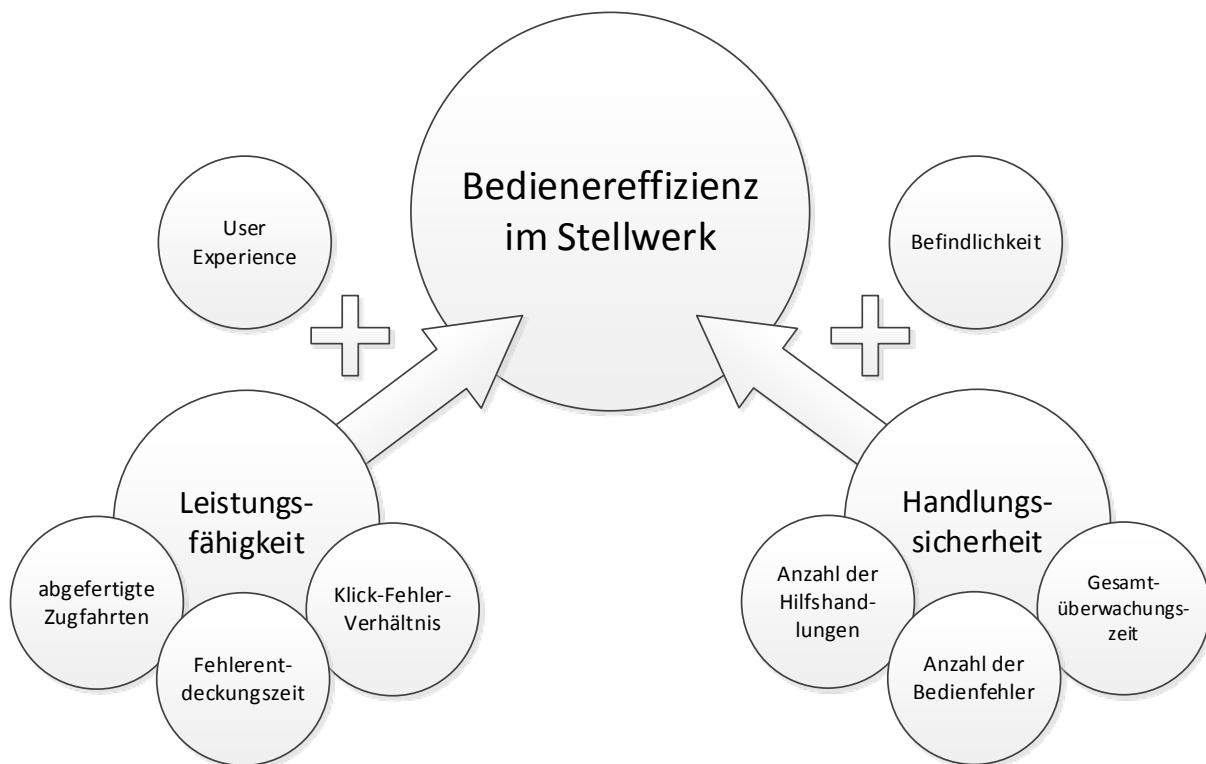 Bedienereffizienz
im Stellwerk
User
Experience
Befindlichkeit
Leistungs-
fähigkeit
abgefertigte
Zugfahrten
Fehlerent-
deckungszeit
Klick-Fehler-
Verhältnis
Handlungs-
sicherheit
Anzahl der
Hilfshand-
lungen
Anzahl der
Bedienfehler
Gesamt-
überwachungs-
zeit